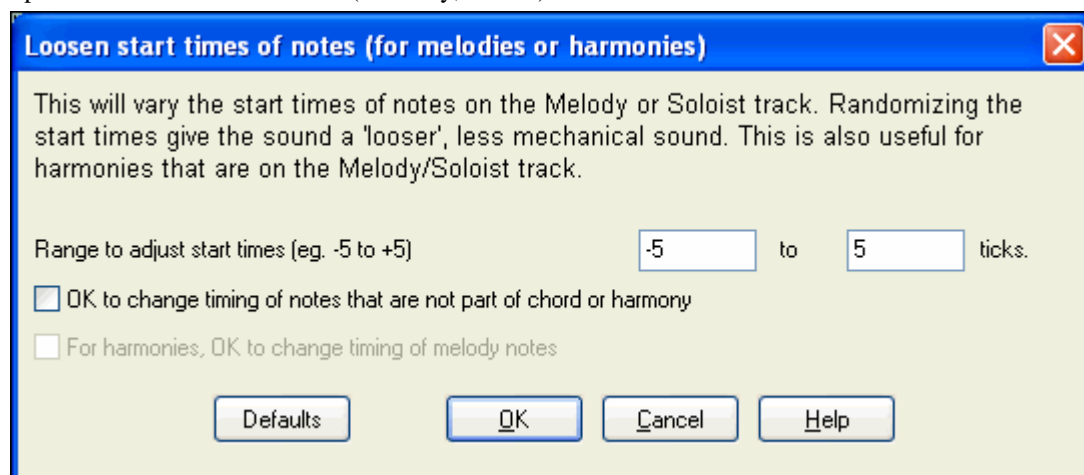 Loosen start times of notes (for melodies or harmonies)
This will vary the start times of notes on the Melody or Soloist track. Randomizing the
start times give the sound a 'looser', less mechanical sound. This is also useful for
harmonies that are on the Melody/Soloist track.
Range to adjust start times (eg. -5 to +5) -5 to 5 ticks.
OK to change timing of notes that are not part of chord or harmony
For harmonies, OK to change timing of melody notes
Defaults OK Cancel Help